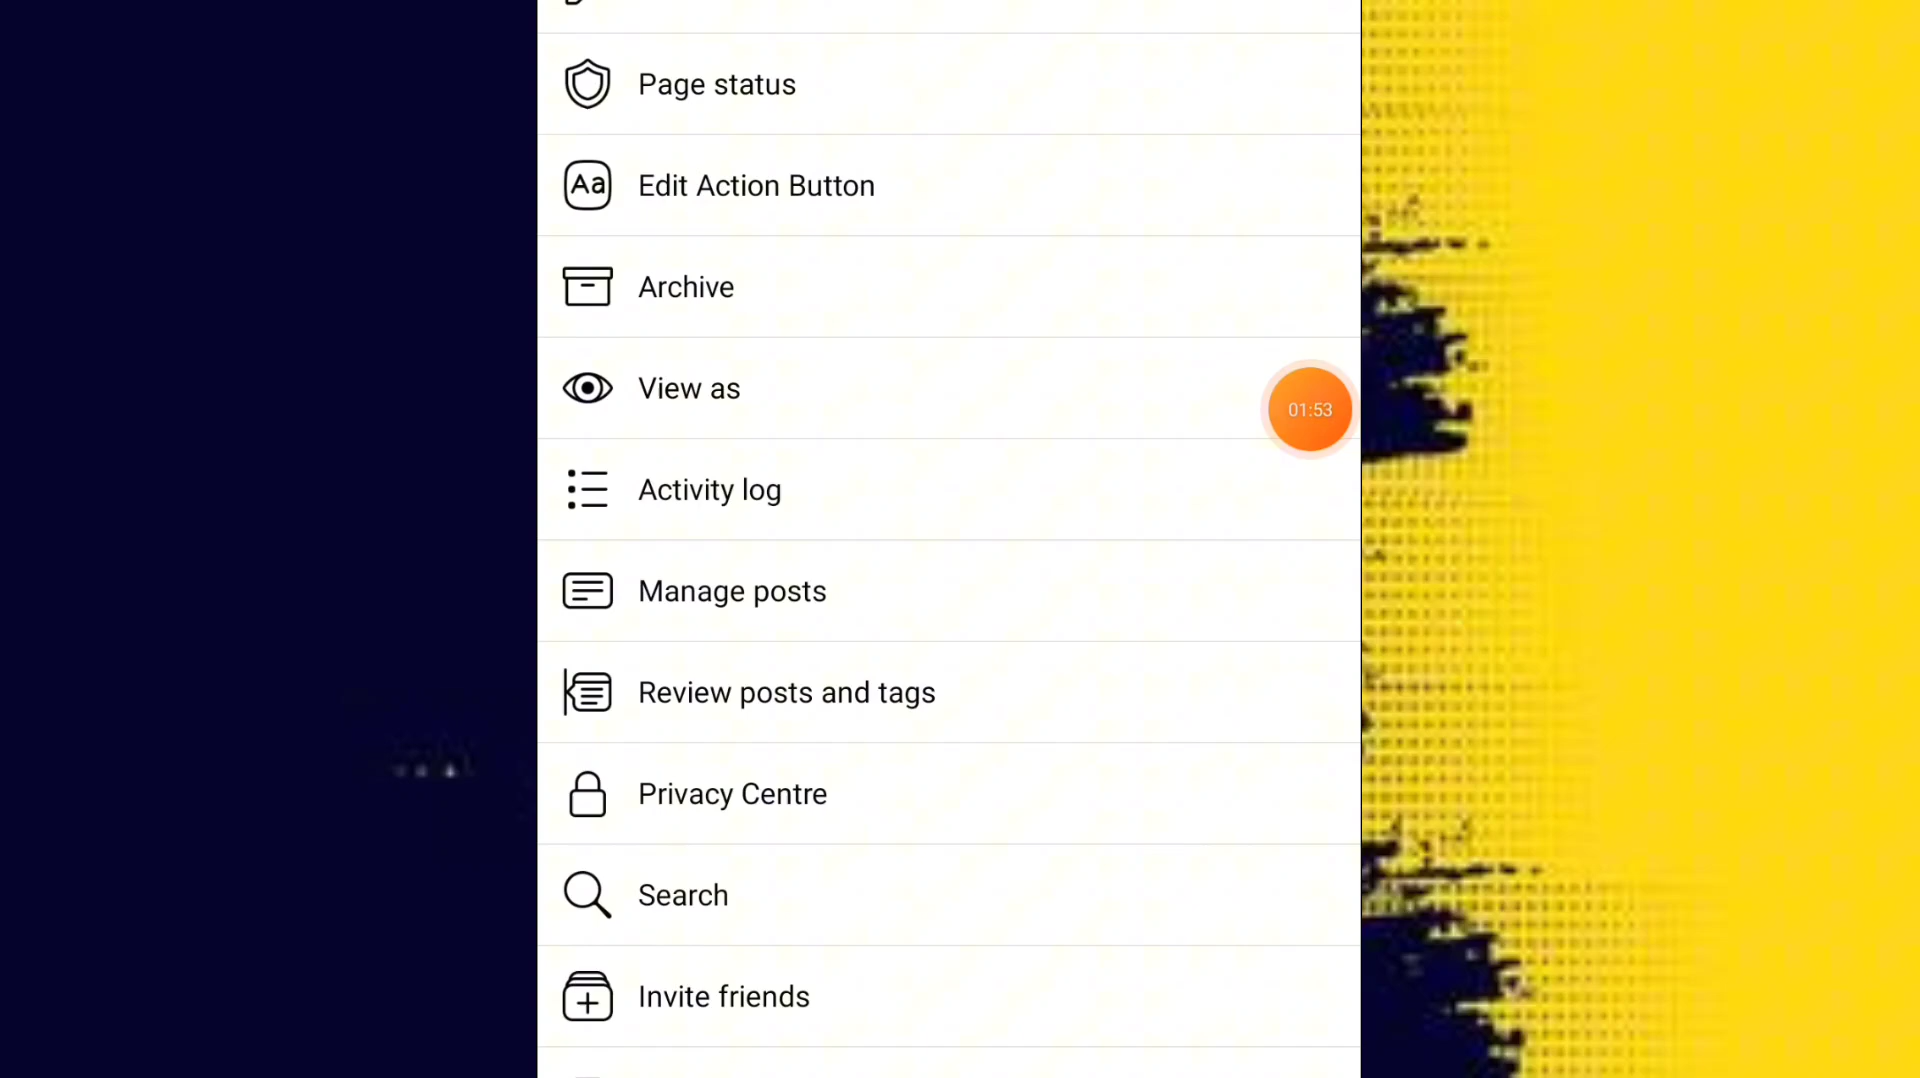 Page status
Aa
Edit Action Button
Archive
View as
01:53
Activity log
Manage posts
Review posts and tags
Privacy Centre
Search
Invite friends